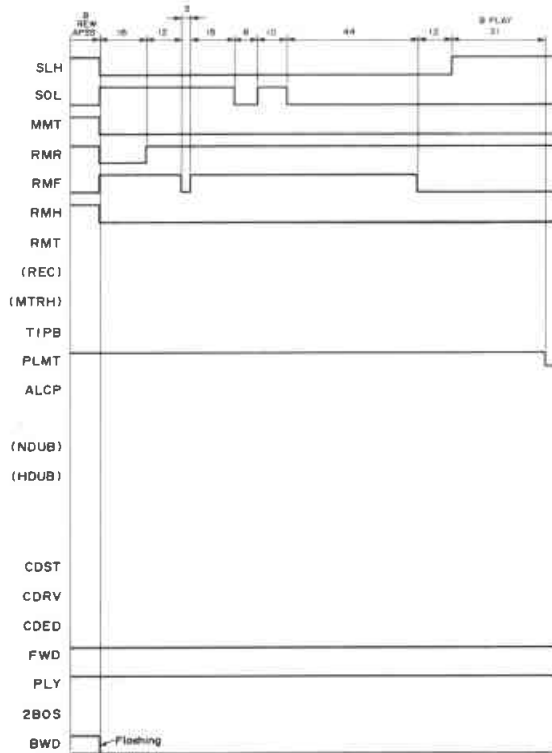 B
REW
APSS
16
12
3
15
8
10
44
12
B PLAY
31
SLH
SOL
MMT
RMR
RMF
RMH
RMT
(REC)
(MTRH)
TIPB
PLMT
ALCP
(NDUB)
(HDUB)
CDST
CDRV
CDED
FWD
PLY
2BOS
BWD
Flashing